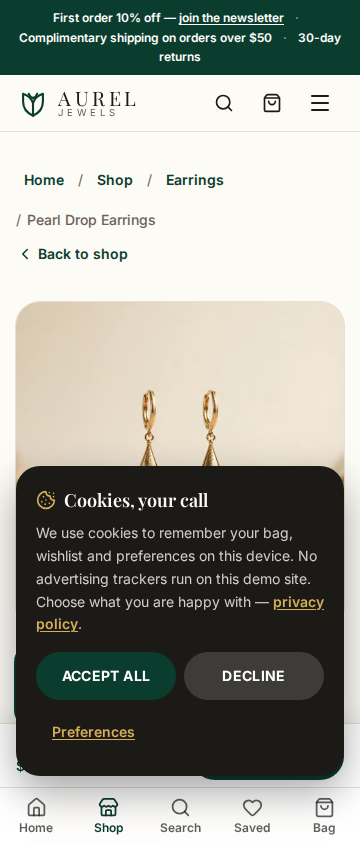 First order 10% off — join the newsletter ·
Complimentary shipping on orders over $50 · 30-day
returns
AUREL
JEWELS
Home / Shop / Earrings
/ Pearl Drop Earrings
Back to shop
Cookies, your call
We use cookies to remember your bag,
wishlist and preferences on this device. No
advertising trackers run on this demo site.
Choose what you are happy with — privacy
policy.
ACCEPT ALL DECLINE
Preferences
Home Shop Search Saved Bag